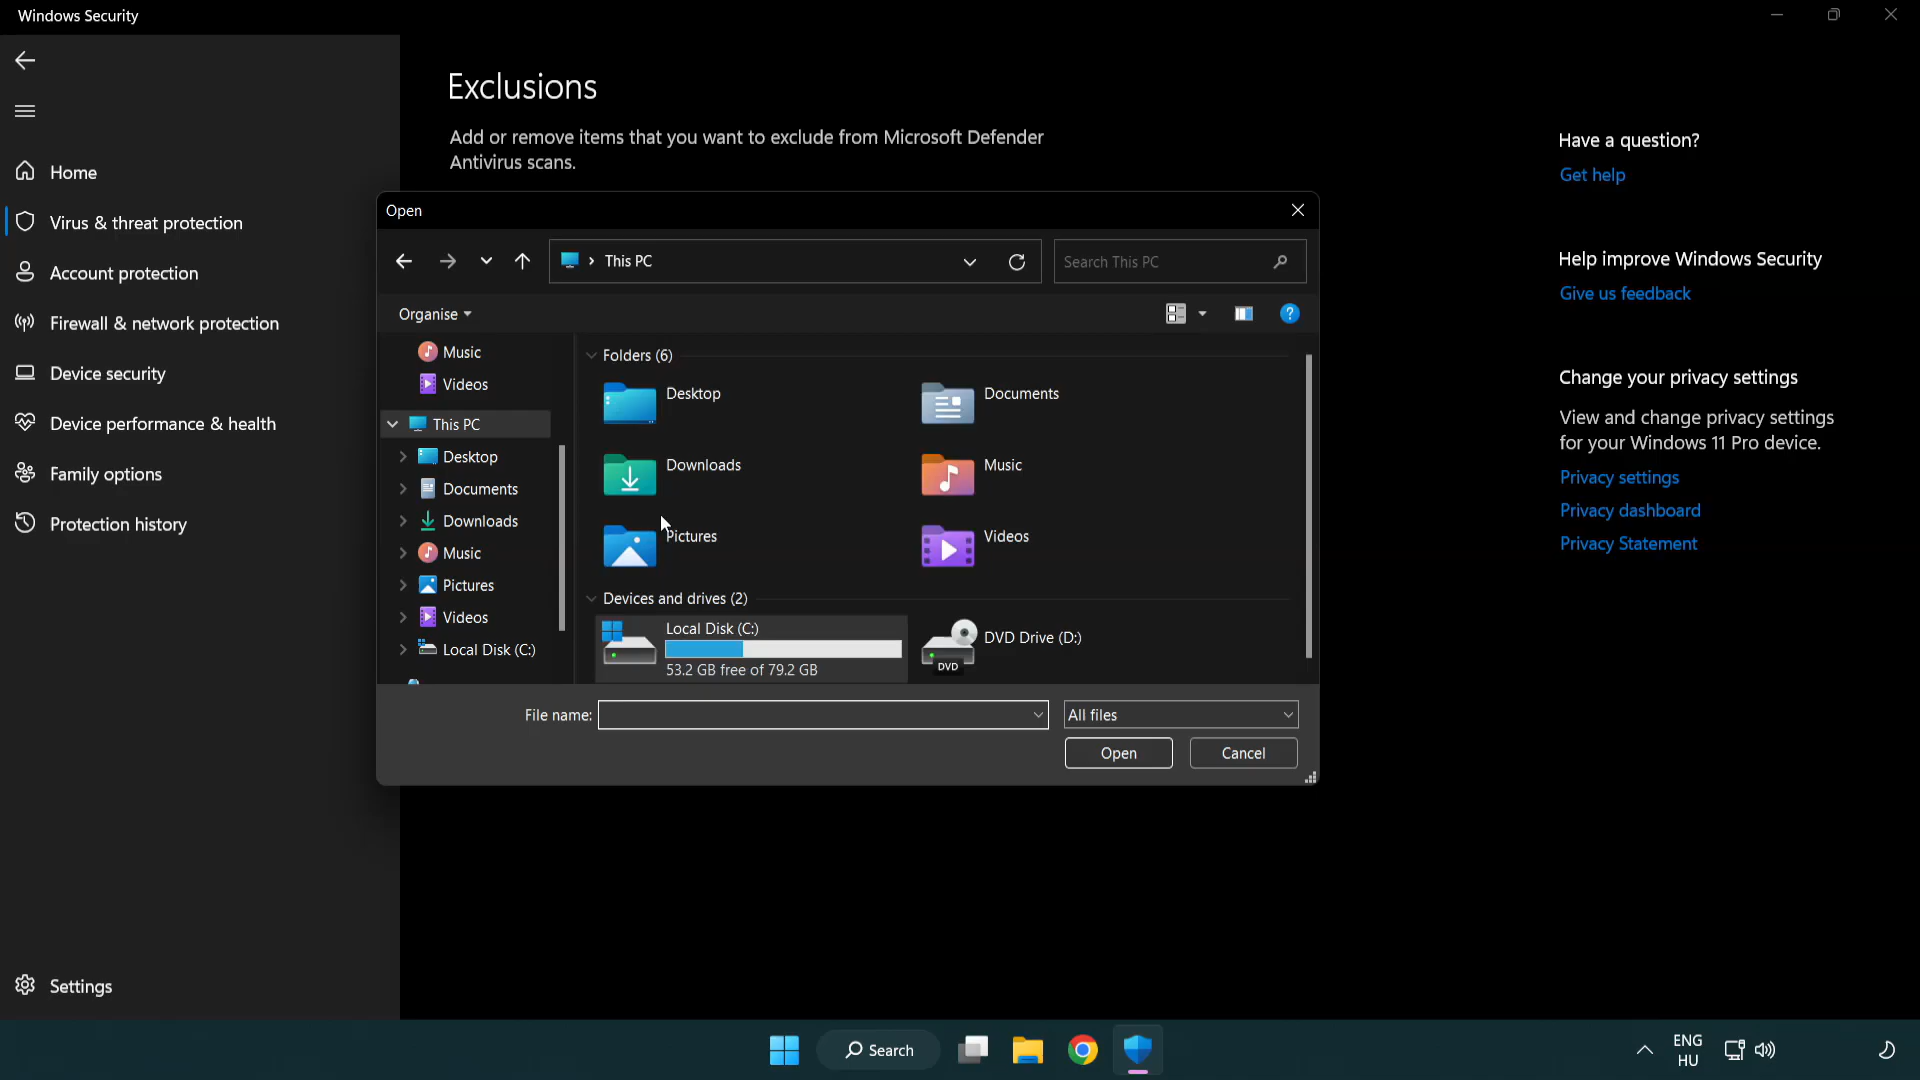 Windows Security
Home
Virus & threat protection
Account protection
Firewall & network protection
Device security
Device performance & health
Family options
Protection history
Settings
Exclusions
Add or remove items that you want to exclude from Microsoft Defender
Antivirus scans.
Open
This PC
Search This PC
Organise
?
Music
Videos
This PC
Desktop
Documents
Downloads
Music
Pictures
Videos
Local Disk (C:)
Folders (6)
Desktop
Documents
Downloads
Music
Pictures
Videos
Devices and drives (2)
Local Disk (C:)
53.2 GB free of 79.2 GB
DVD
DVD Drive (D:)
File name:
All files
Open
Cancel
Have a question?
Get help
Help improve Windows Security
Give us feedback
Change your privacy settings
View and change privacy settings
for your Windows 11 Pro device.
Privacy settings
Privacy dashboard
Privacy Statement
Search
ENG
HU